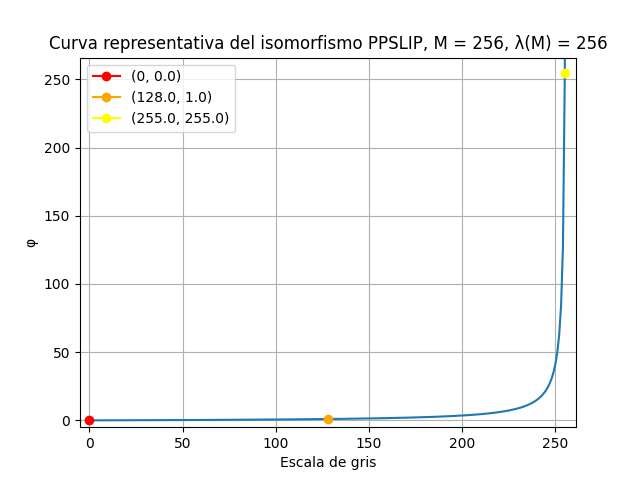 Curva representativa del isomorfismo PPSLIP, M = 256, λ(M) = 256
(0, 0.0)
(128.0, 1.0)
(255.0, 255.0)
250
200
150
100
50
0
φ
0 50 100 150 200 250
Escala de gris